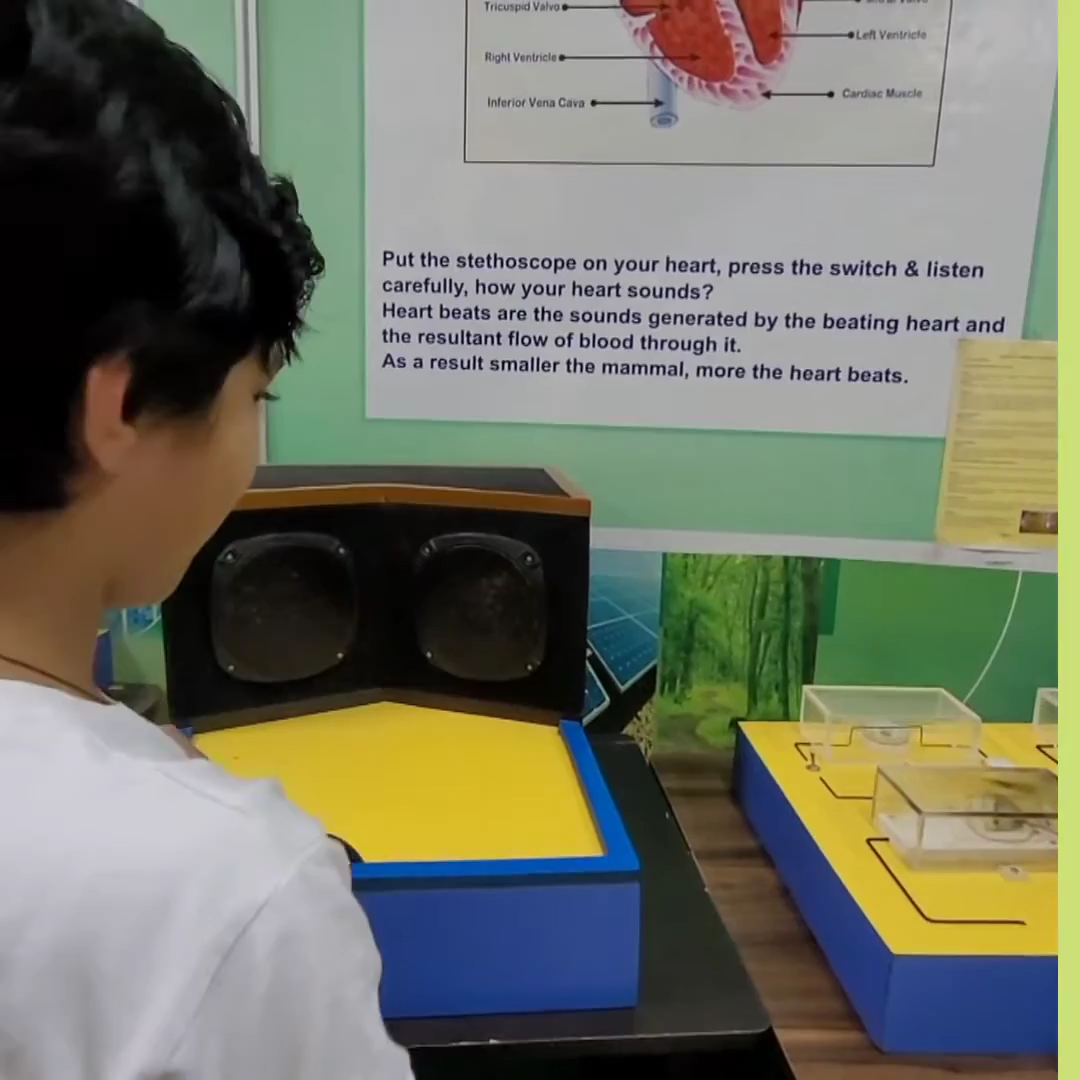 Tricuspid Valve
Left Ventricle
Right Ventricle
Cardiac Muscle
Inferior Vena Cava
Put the stethoscope on your heart, press the switch & listen
carefully, how your heart sounds?
Heart beats are the sounds generated by the beating heart and
the resultant flow of blood through it.
As a result smaller the mammal, more the heart beats.